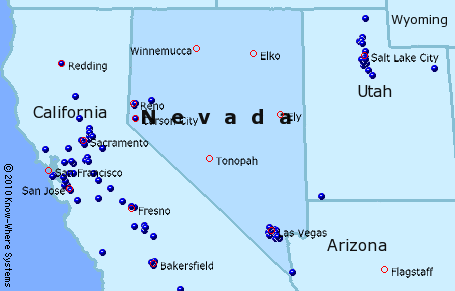 Wyoming
Winnemucca
Elko
Salt Lake City
Redding
Utah
Reno
California
Nevada
Ely
Carson City
Sacramento
Tonopah
San Francisco
San Jose
Fresno
Las Vegas
Arizona
Bakersfield
Flagstaff
© 2010 Know-Where Systems